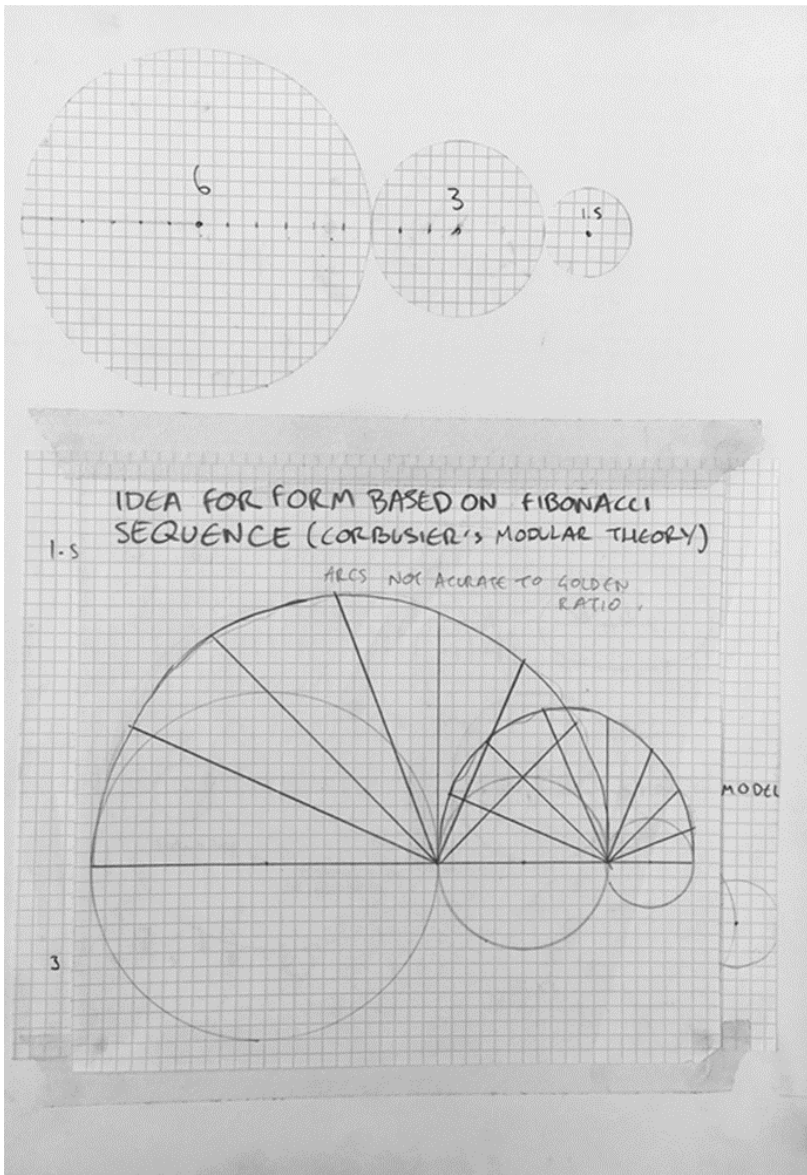 6
3
1.5
IDEA FOR FORM BASED ON FIBONACCI
SEQUENCE (CORBUSIER'S MODULAR THEORY)
1.5
ARCS NOT ACURATE TO GOLDEN
RATIO.
MODEL
3